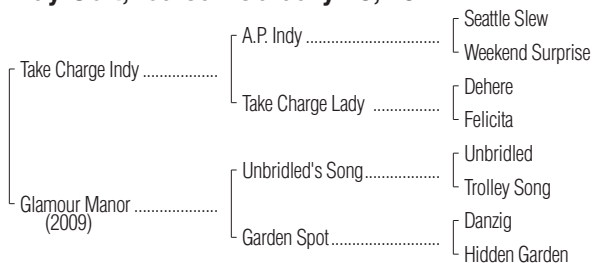 Seattle Slew
A.P. Indy
Weekend Surprise
Take Charge Indy
Dehere
Take Charge Lady
Felicita
Unbridled
Unbridled's Song
Trolley Song
Glamour Manor
(2009)
Danzig
Garden Spot
Hidden Garden